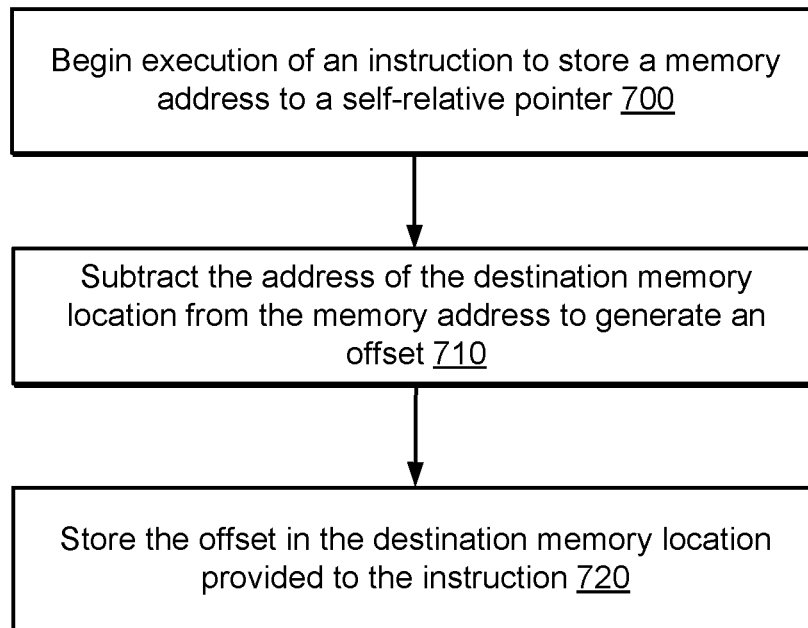 Begin execution of an instruction to store a memory
address to a self-relative pointer 700
Subtract the address of the destination memory
location from the memory address to generate an
offset 710
Store the offset in the destination memory location
provided to the instruction 720